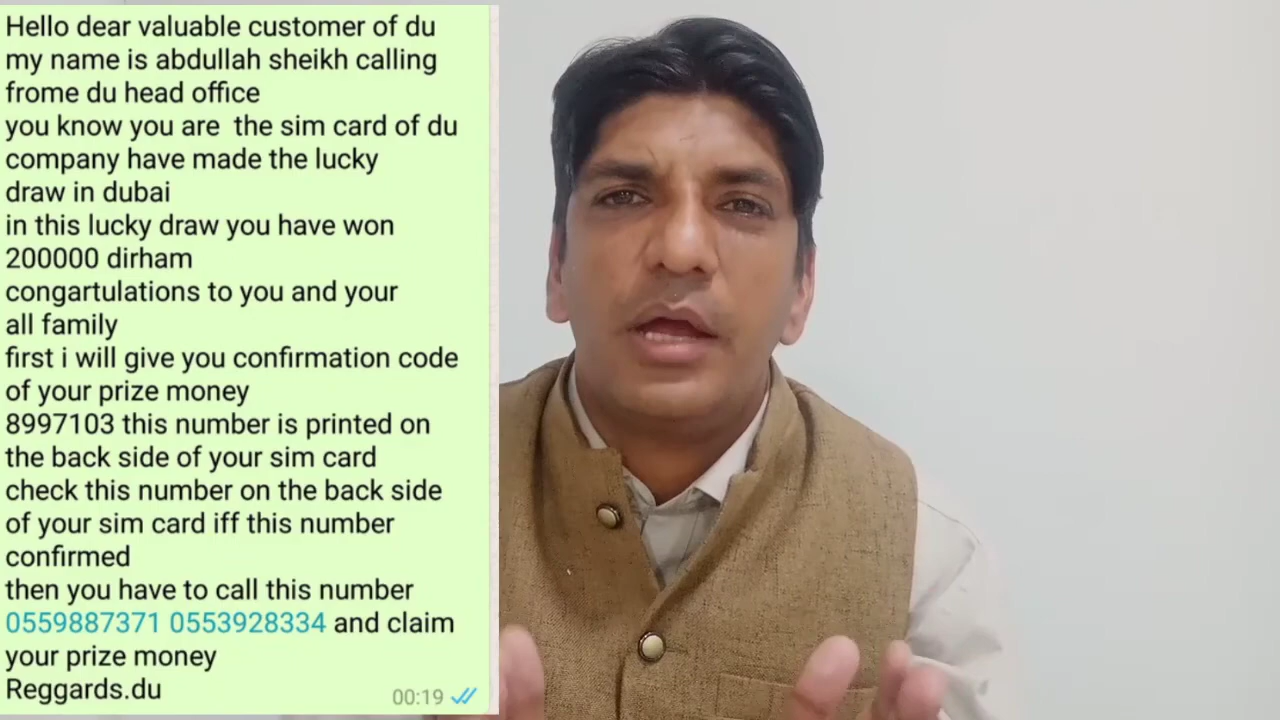 Hello dear valuable customer of du
my name is abdullah sheikh calling
frome du head office
you know you are  the sim card of du
company have made the lucky
draw in dubai
in this lucky draw you have won
200000 dirham
congartulations to you and your
all family
first i will give you confirmation code
of your prize money
8997103 this number is printed on
the back side of your sim card
check this number on the back side
of your sim card iff this number
confirmed
then you have to call this number
0559887371 0553928334 and claim
your prize money
Reggards.du
00:19